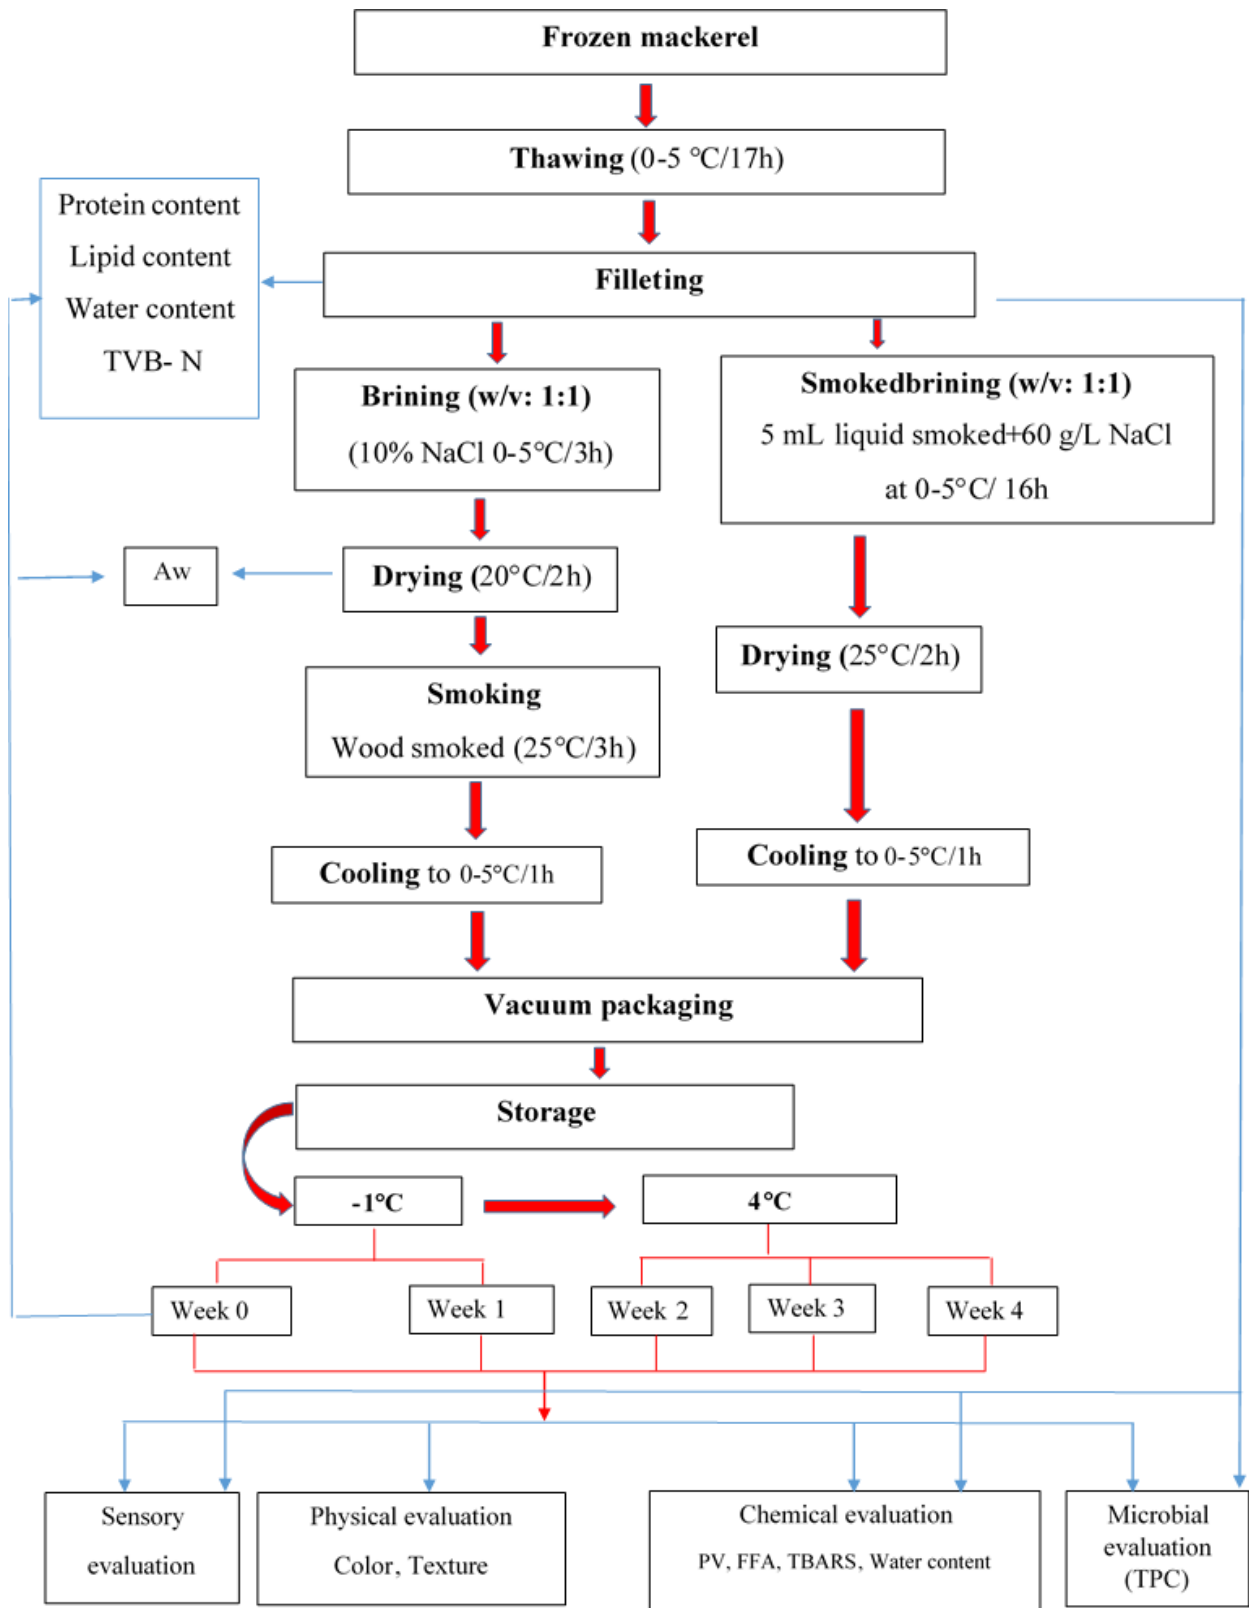 Frozen mackerel
Thawing (0-5 °C/17h)
Protein content
Lipid content
Water content
TVB- N
Filleting
Brining (w/v: 1:1)
(10% NaCl 0-5°C/3h)
Smokedbrining (w/v: 1:1)
5 mL liquid smoked+60 g/L NaCl
at 0-5°C/ 16h
Aw
Drying (20°C/2h)
Drying (25°C/2h)
Smoking
Wood smoked (25°C/3h)
Cooling to 0-5°C/1h
Cooling to 0-5°C/1h
Vacuum packaging
Storage
-1°C
4°C
Week 0
Week 1
Week 2
Week 3
Week 4
Sensory
evaluation
Physical evaluation
Color, Texture
Chemical evaluation
PV, FFA, TBARS, Water content
Microbial
evaluation
(TPC)